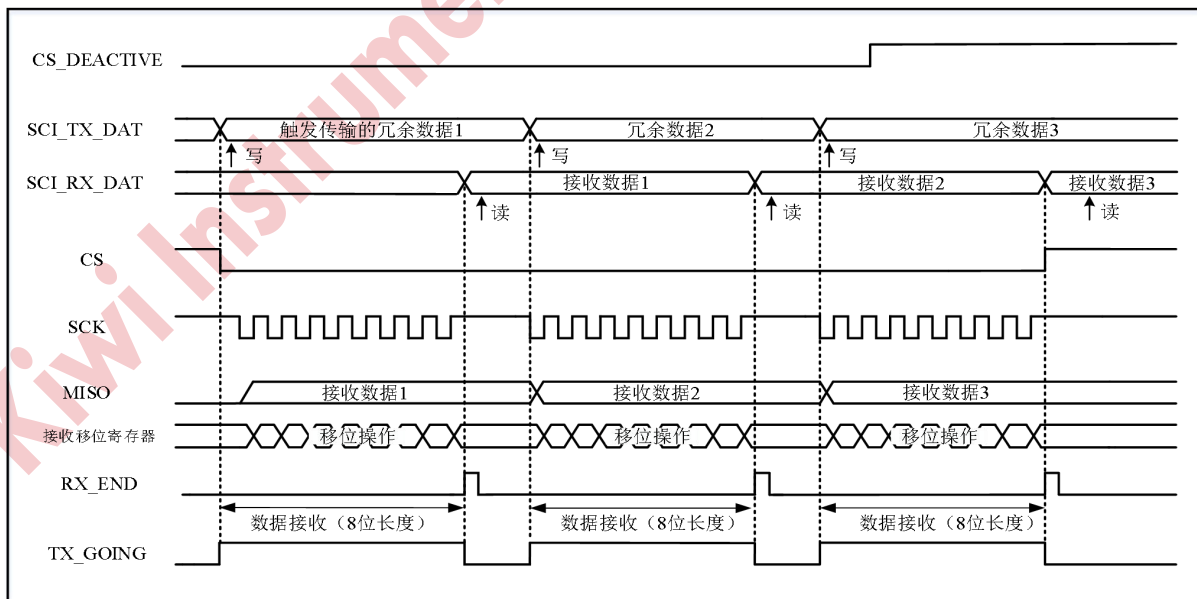 CS_DEACTIVE
SCI_TX_DAT 触发传输的冗余数据1 冗余数据2 冗余数据3
写 写 写
SCI_RX_DAT 接收数据1 接收数据2 接收数据3
读 读 读
CS
SCK
MISO 接收数据1 接收数据2 接收数据3
接收移位寄存器 移位操作 移位操作 移位操作
RX_END
数据接收（8位长度） 数据接收（8位长度） 数据接收（8位长度）
TX_GOING
Kiwi Instrume